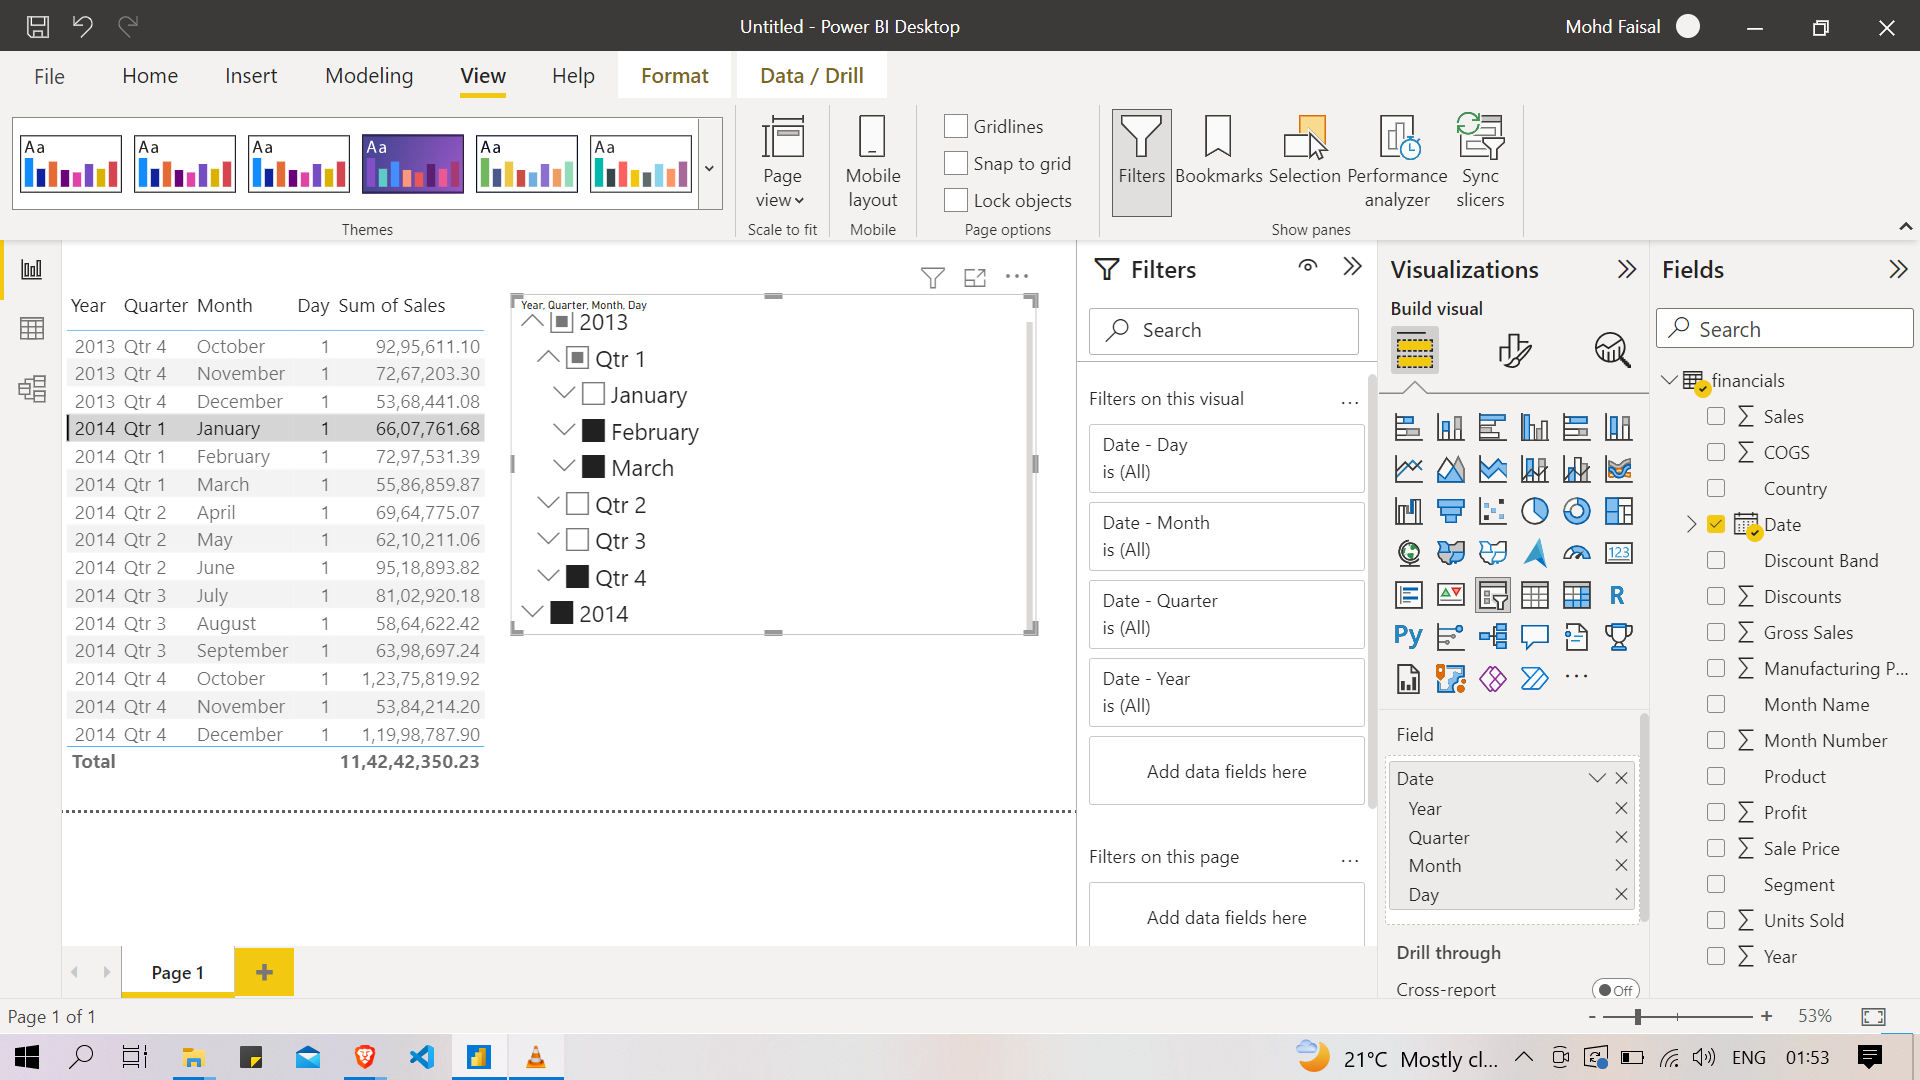 Untitled - Power BI Desktop
Mohd Faisal
File Home Insert Modeling View Help Format Data / Drill
Aa Aa Aa Aa Aa Aa
Themes
Page view
Scale to fit
Mobile layout
Mobile
Gridlines
Snap to grid
Lock objects
Page options
Filters
Bookmarks
Selection
Performance analyzer
Sync slicers
Show panes
Year Quarter Month Day Sum of Sales
2013 Qtr 4 October 1 92,95,611.10
2013 Qtr 4 November 1 72,67,203.30
2013 Qtr 4 December 1 53,68,441.08
2014 Qtr 1 January 1 66,07,761.68
2014 Qtr 1 February 1 72,97,531.39
2014 Qtr 1 March 1 55,86,859.87
2014 Qtr 2 April 1 69,64,775.07
2014 Qtr 2 May 1 62,10,211.06
2014 Qtr 2 June 1 95,18,893.82
2014 Qtr 3 July 1 81,02,920.18
2014 Qtr 3 August 1 58,64,622.42
2014 Qtr 3 September 1 63,98,697.24
2014 Qtr 4 October 1 1,23,75,819.92
2014 Qtr 4 November 1 53,84,214.20
2014 Qtr 4 December 1 1,19,98,787.90
Total 11,42,42,350.23
Year, Quarter, Month, Day
2013
Qtr 1
January
February
March
Qtr 2
Qtr 3
Qtr 4
2014
Filters
Search
Filters on this visual ...
Date - Day
is (All)
Date - Month
is (All)
Date - Quarter
is (All)
Date - Year
is (All)
Add data fields here
Filters on this page ...
Add data fields here
Visualizations
Build visual
123
R
Py
...
Field
Date
Year
Quarter
Month
Day
Drill through
Cross-report Off
Fields
Search
financials
Sales
COGS
Country
Date
Discount Band
Discounts
Gross Sales
Manufacturing P...
Month Name
Month Number
Product
Profit
Sale Price
Segment
Units Sold
Year
Page 1
Page 1 of 1
- + 53%
21°C Mostly cl... ENG 01:53